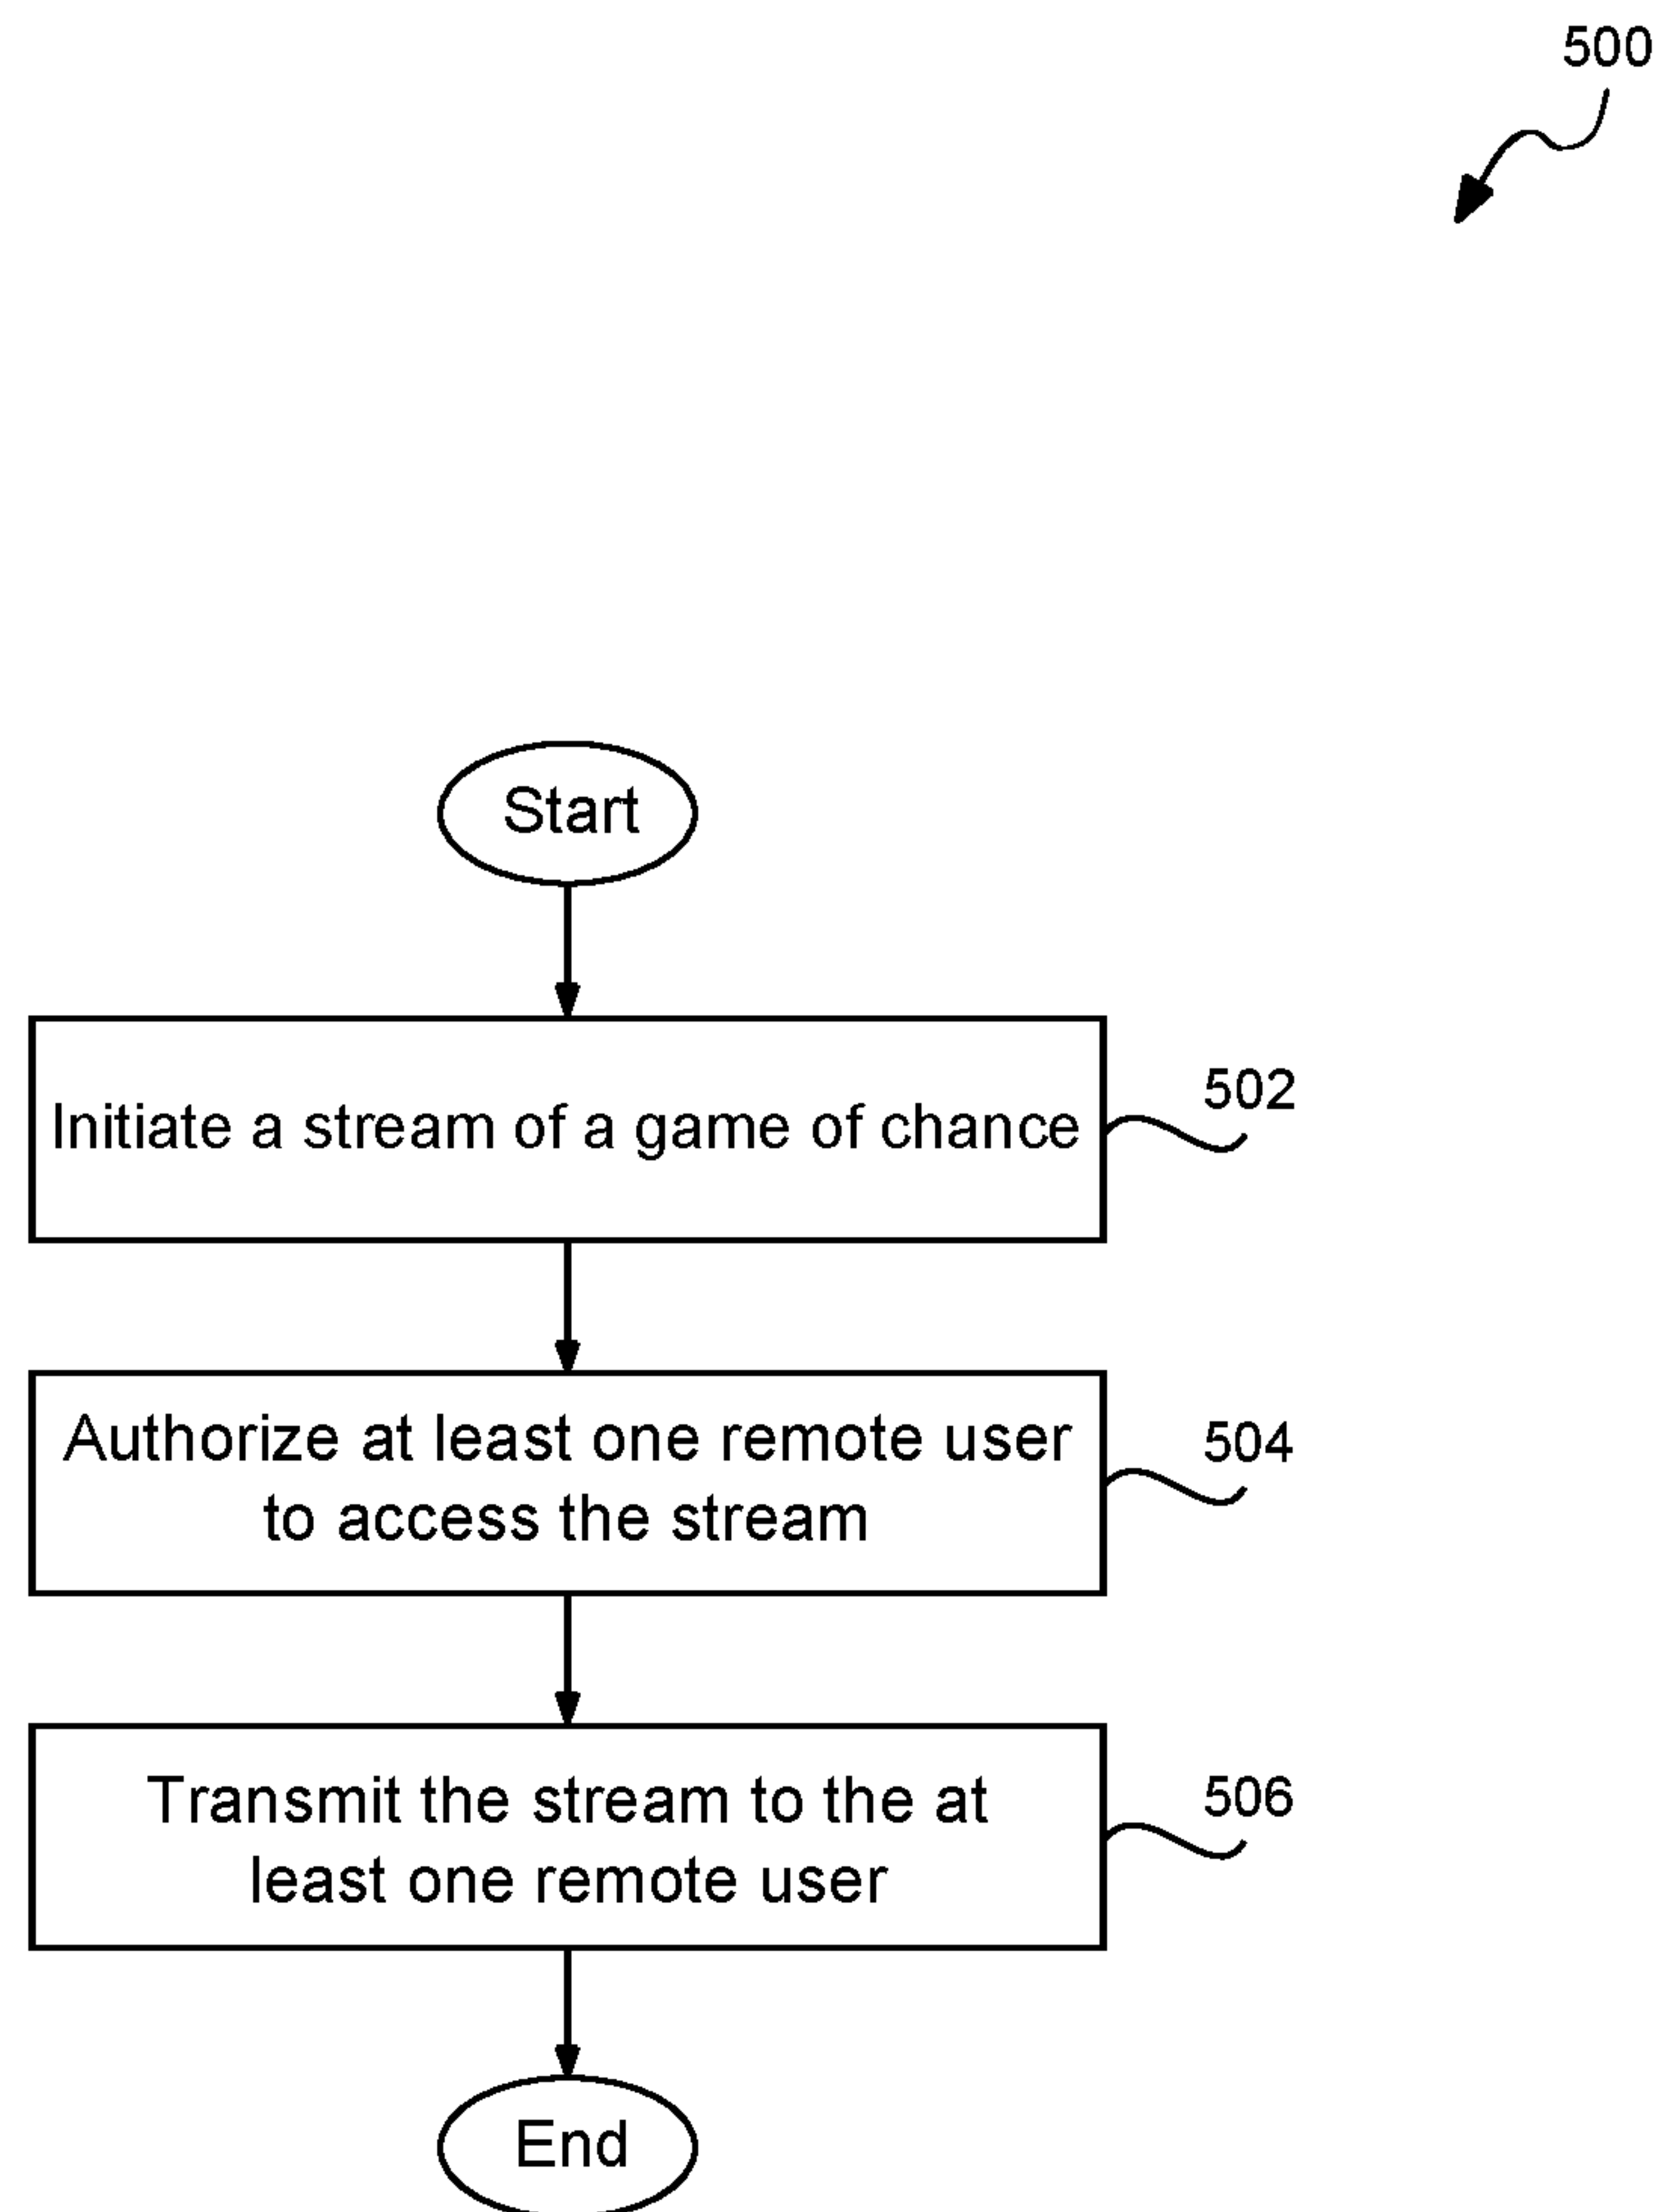 500
Start
Initiate a stream of a game of chance
502
Authorize at least one remote user
to access the stream
504
Transmit the stream to the at
least one remote user
506
End